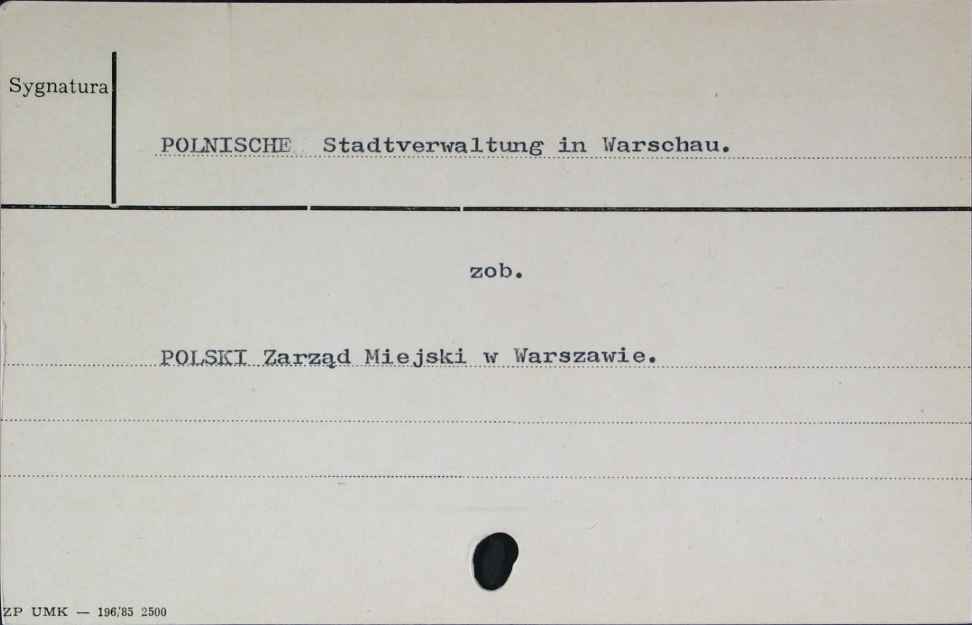 Sygnatura
POLNISCHE Stadtverwaltung in Warschau.
zob.
POLSKI Zarząd Miejski w Warszawie.
ZP UMK — 196/85 2500